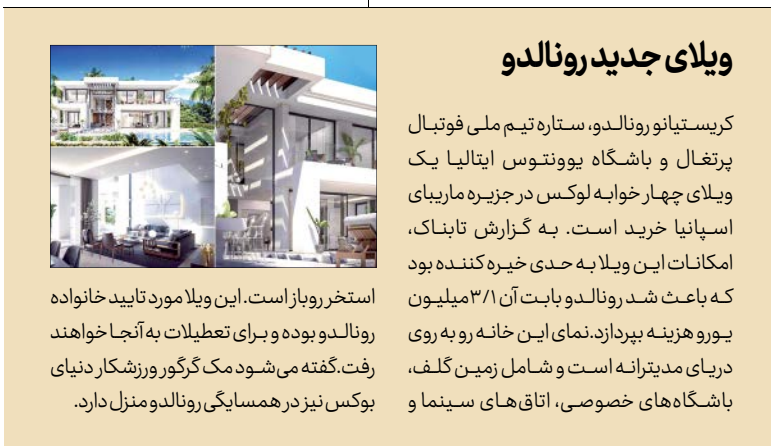 ویلای جدید رونالدو
کریستیانو رونالدو، ستاره تیم ملی فوتبال
پرتغال و باشگاه یوونتوس ایتالیا یک
ویلای چهار خوابه لوکس در جزیره ماریبای
اسپانیا خرید است. به گزارش تابناک،
امکانات این ویلا به حدی خیره کننده بود
که باعث شد رونالدو بابت آن ۳/۱ میلیون
یورو هزینه بپردازد.نمای این خانه رو به روی
دریای مدیترانه است و شامل زمین گلف،
باشگاه‌های خصوصی، اتاق‌های سینما و
استخر روباز است. این ویلا مورد تایید خانواده
رونالدو بوده و برای تعطیلات به آنجا خواهند
رفت.گفته می‌شود مک گرگور ورزشکار دنیای
بوکس نیز در همسایگی رونالدو منزل دارد.